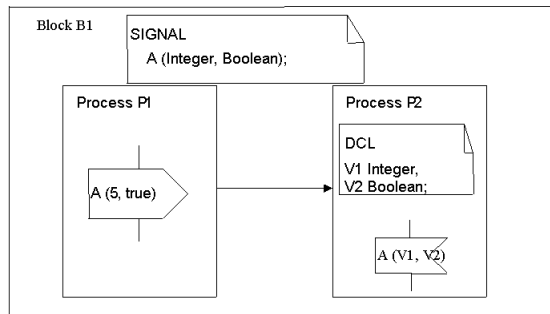 Block B1
SIGNAL
A (Integer, Boolean);
Process P1
A (5, true)
Process P2
DCL
V1 Integer,
V2 Boolean;
A (V1, V2)